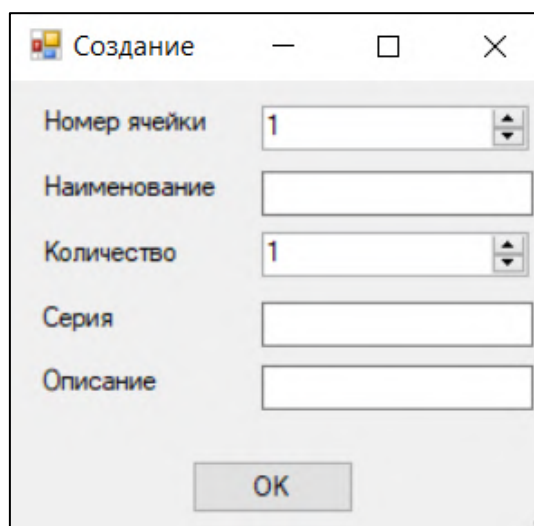 Создание
Номер ячейки 1
Наименование
Количество 1
Серия
Описание
OK